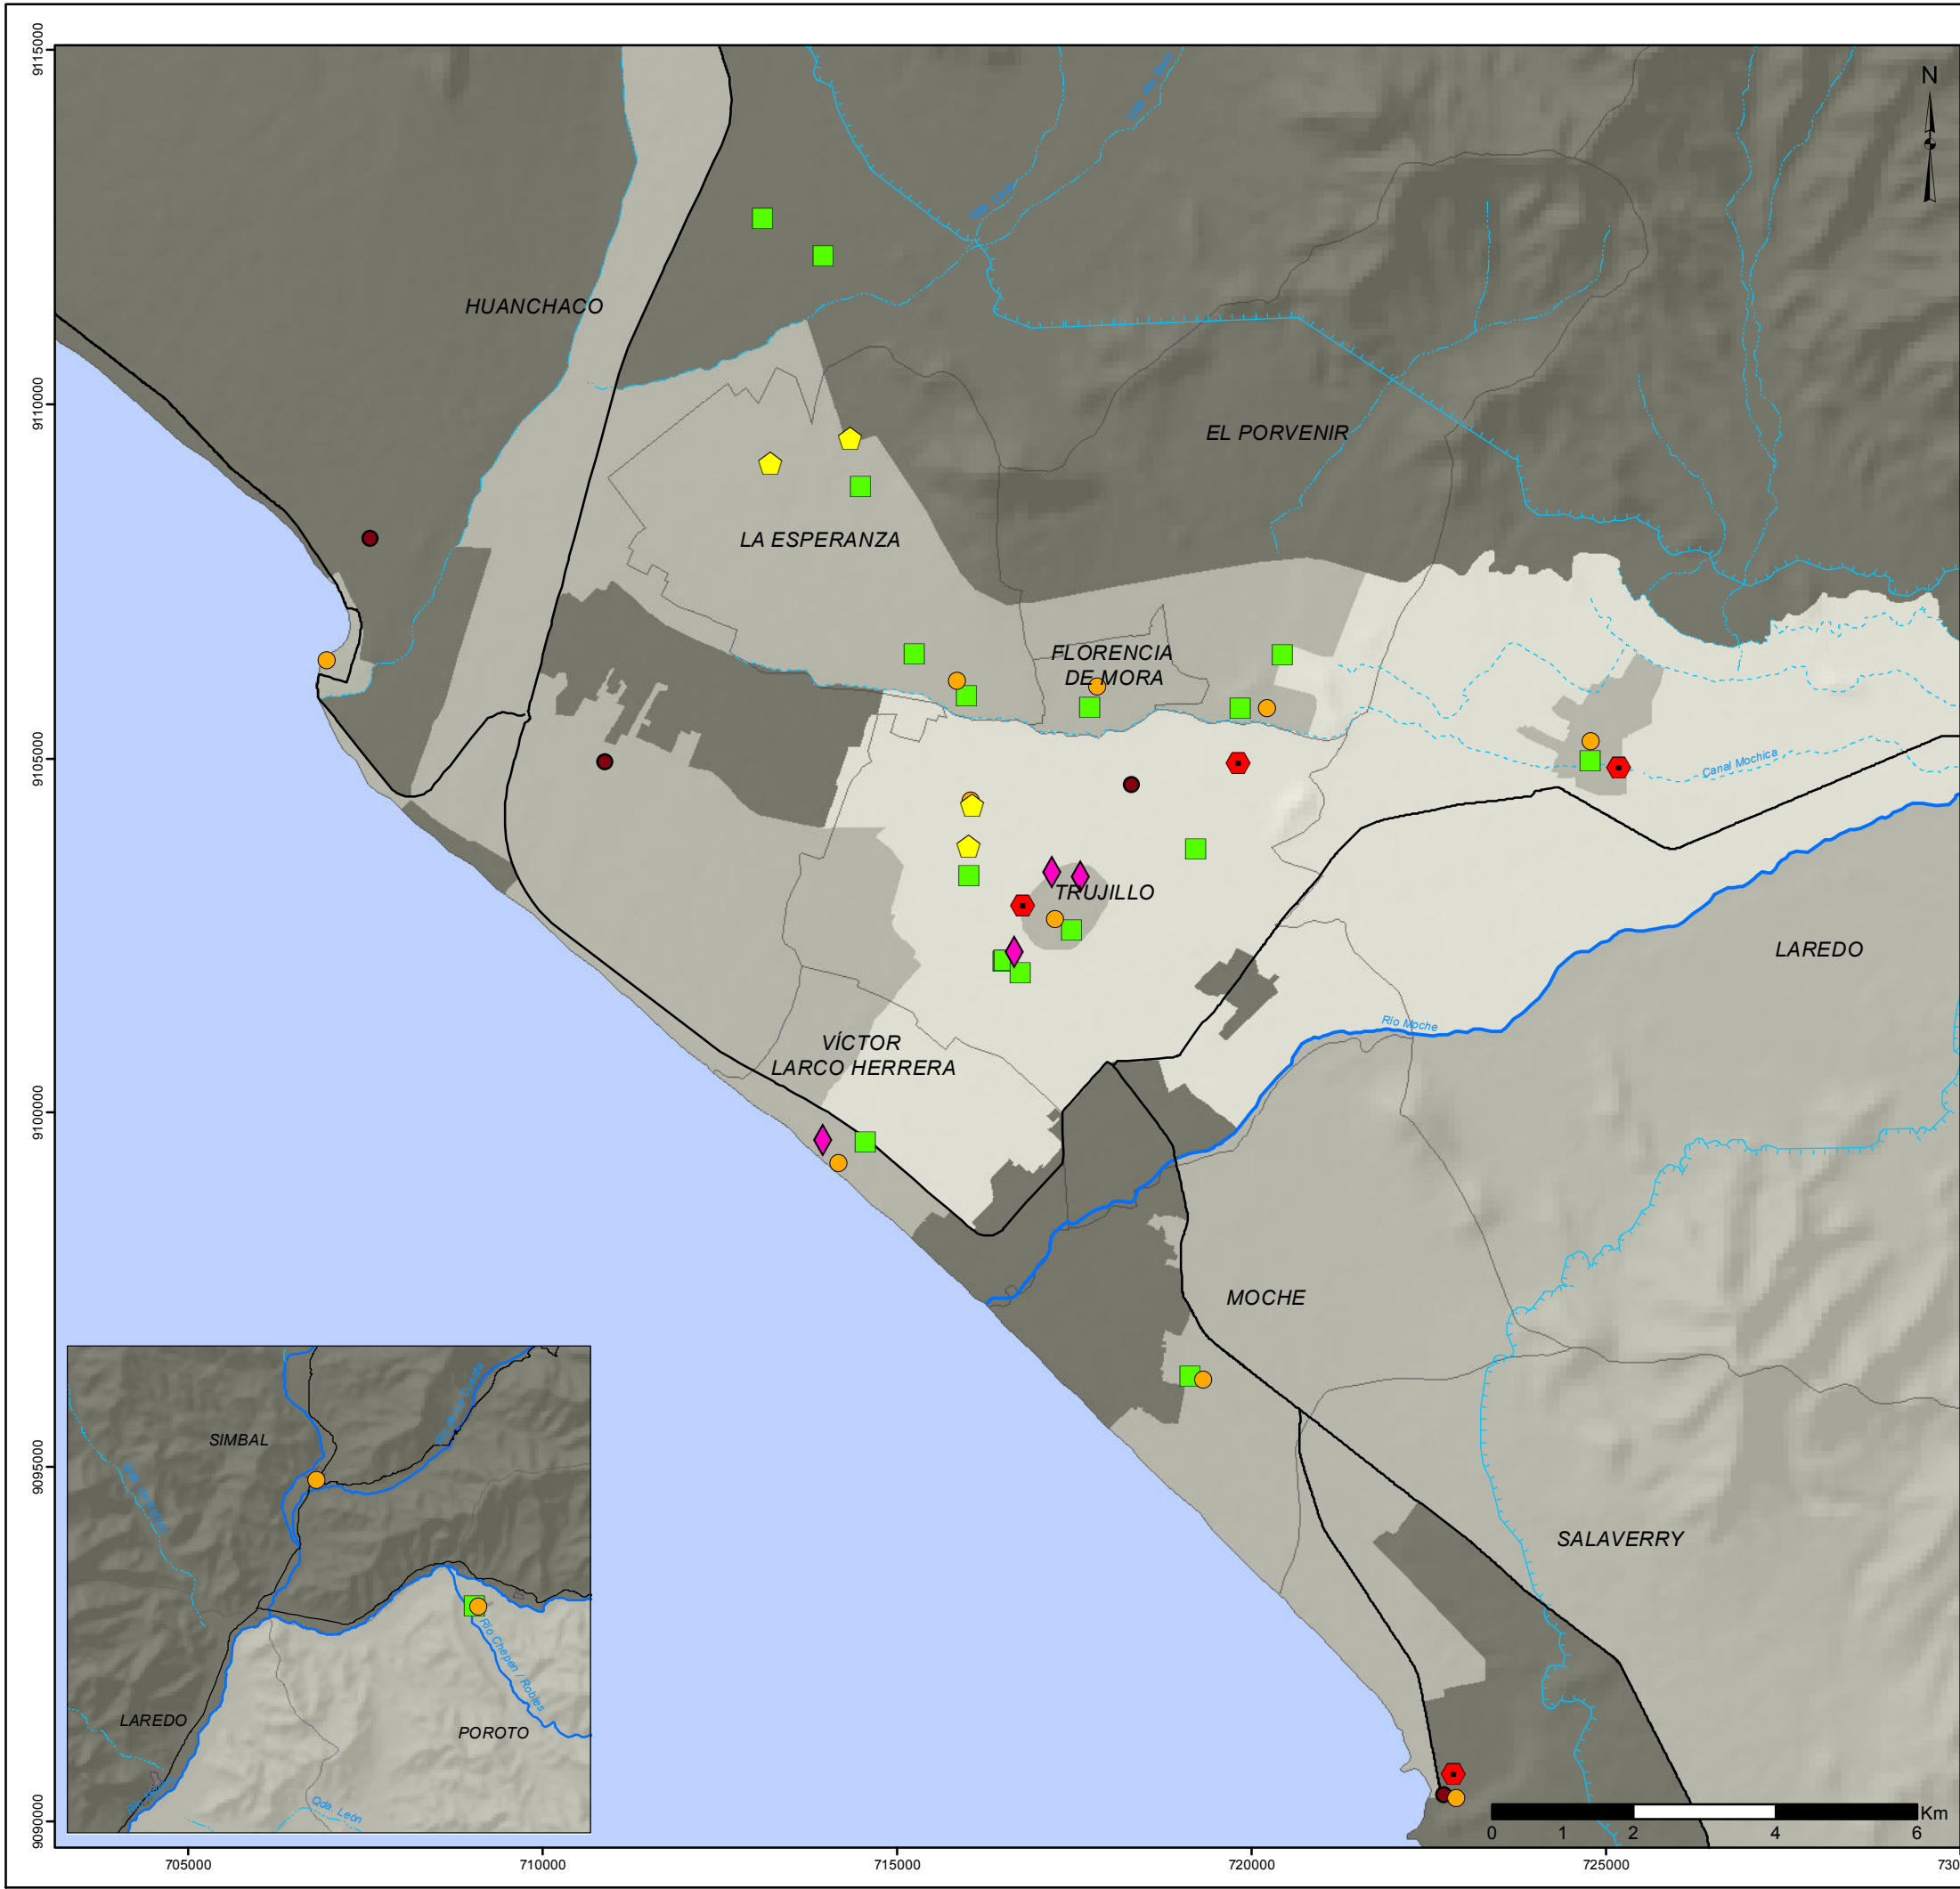 9115000
N
HUANCHACO
9110000
EL PORVENIR
LA ESPERANZA
FLORENCIA
DE MORA
9105000
Canal Mochica
TRUJILLO
LAREDO
Río Moche
VÍCTOR
LARCO HERRERA
9100000
MOCHE
SIMBAL
9095000
SALAVERRY
Río Chepen / Robles
LAREDO
POROTO
Qda. León
9090000
Km
0 1 2 4 6
705000 710000 715000 720000 725000 730